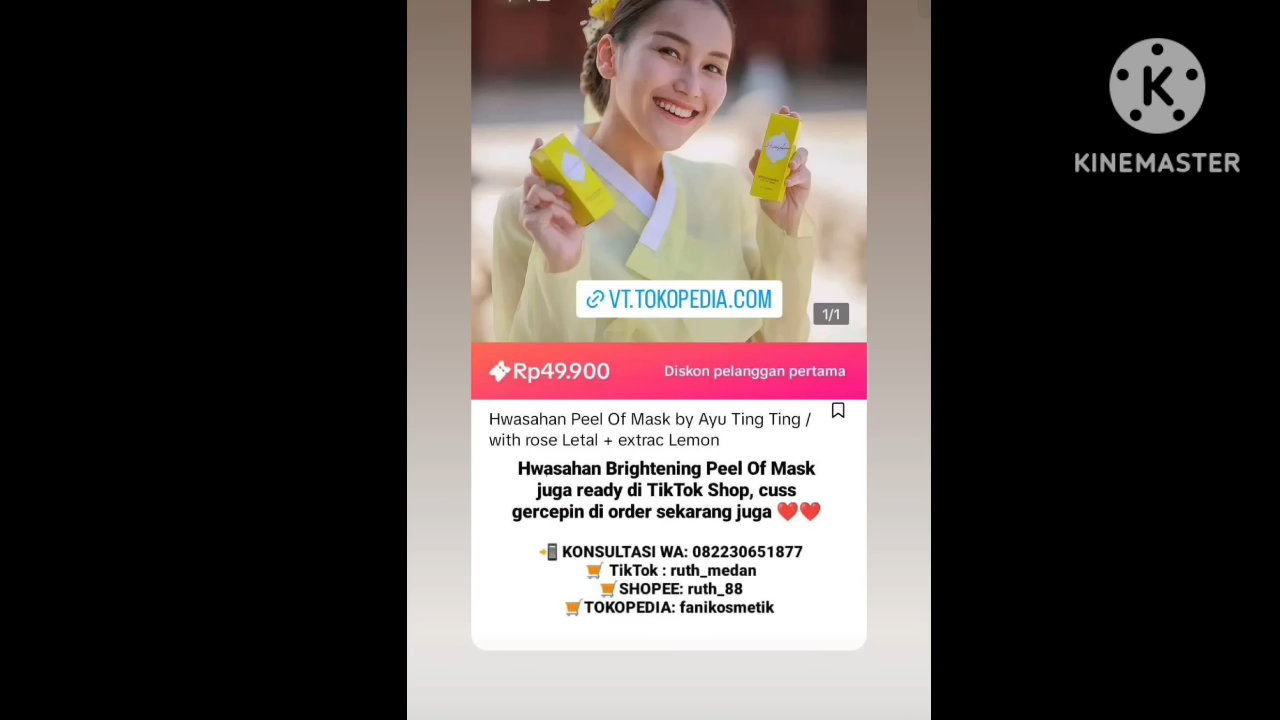 KINEMASTER
VT.TOKOPEDIA.COM
1/1
Rp49.900
Diskon pelanggan pertama
Hwasahan Peel Of Mask by Ayu Ting Ting /
with rose Letal + extrac Lemon
Hwasahan Brightening Peel Of Mask
juga ready di TikTok Shop, cuss
gercepin di order sekarang juga ❤️❤️
📲 KONSULTASI WA: 082230651877
🛒 TikTok : ruth_medan
🛒SHOPEE: ruth_88
🛒TOKOPEDIA: fanikosmetik